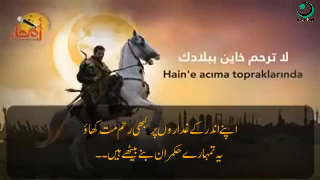 لا ترحم خاين ببلادك
Hain'e acıma topraklarında
اپنے اندر کے غداروں پر کبھی رحم مت کھاؤ
یہ تمہارے حکمران بنے بیٹھے ہیں۔۔